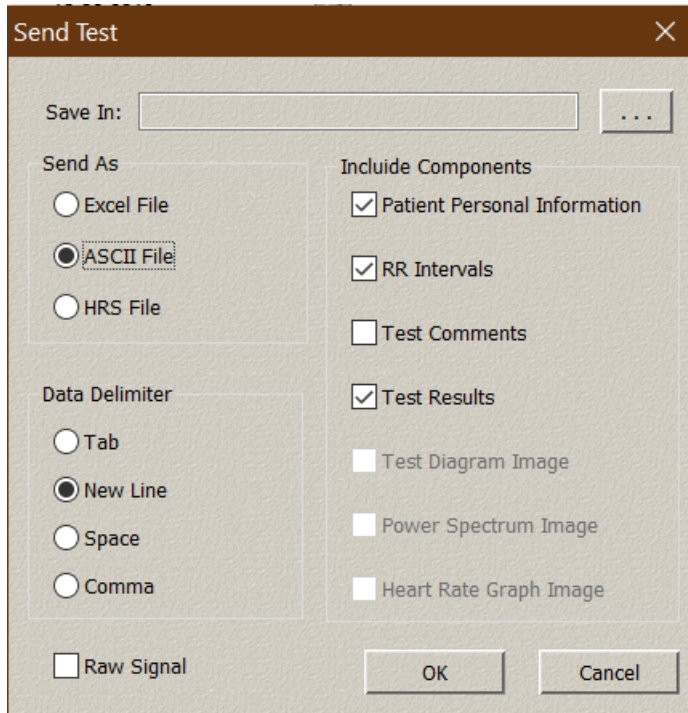 Send Test
Save In:
...
Send As
Excel File
ASCII File
HRS File
Data Delimiter
Tab
New Line
Space
Comma
Raw Signal
Incluide Components
Patient Personal Information
RR Intervals
Test Comments
Test Results
Test Diagram Image
Power Spectrum Image
Heart Rate Graph Image
OK
Cancel